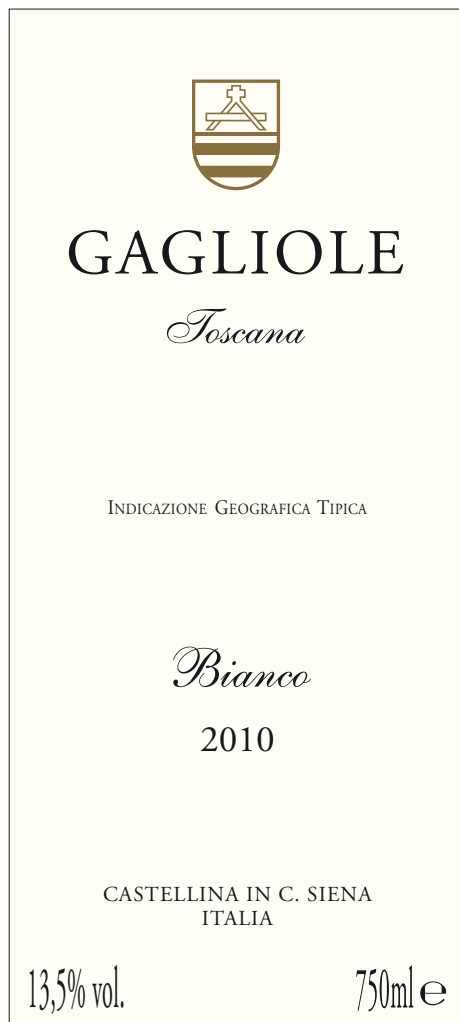 GAGLIOLE
Toscana
INDICAZIONE GEOGRAFICA TIPICA
Bianco
2010
CASTELLINA IN C. SIENA
ITALIA
13,5% vol. 750ml ℮